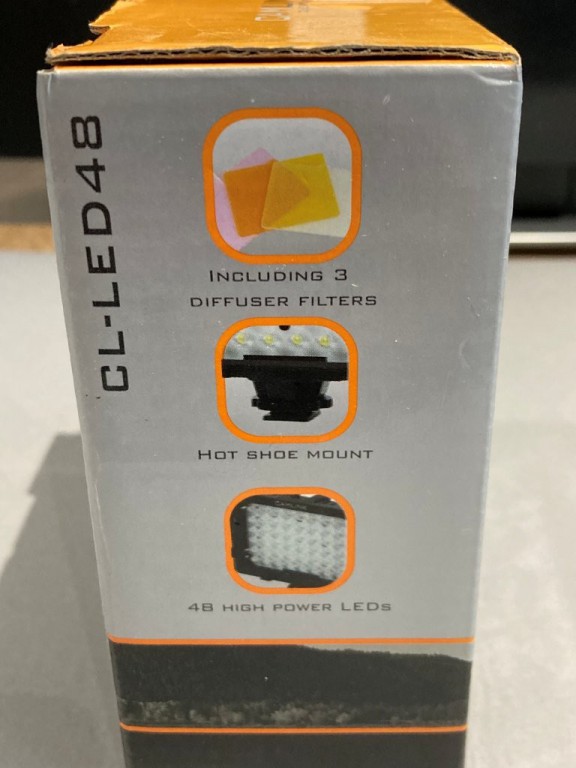 CL-LED48
INCLUDING 3
DIFFUSER FILTERS
HOT SHOE MOUNT
48 HIGH POWER LEDS